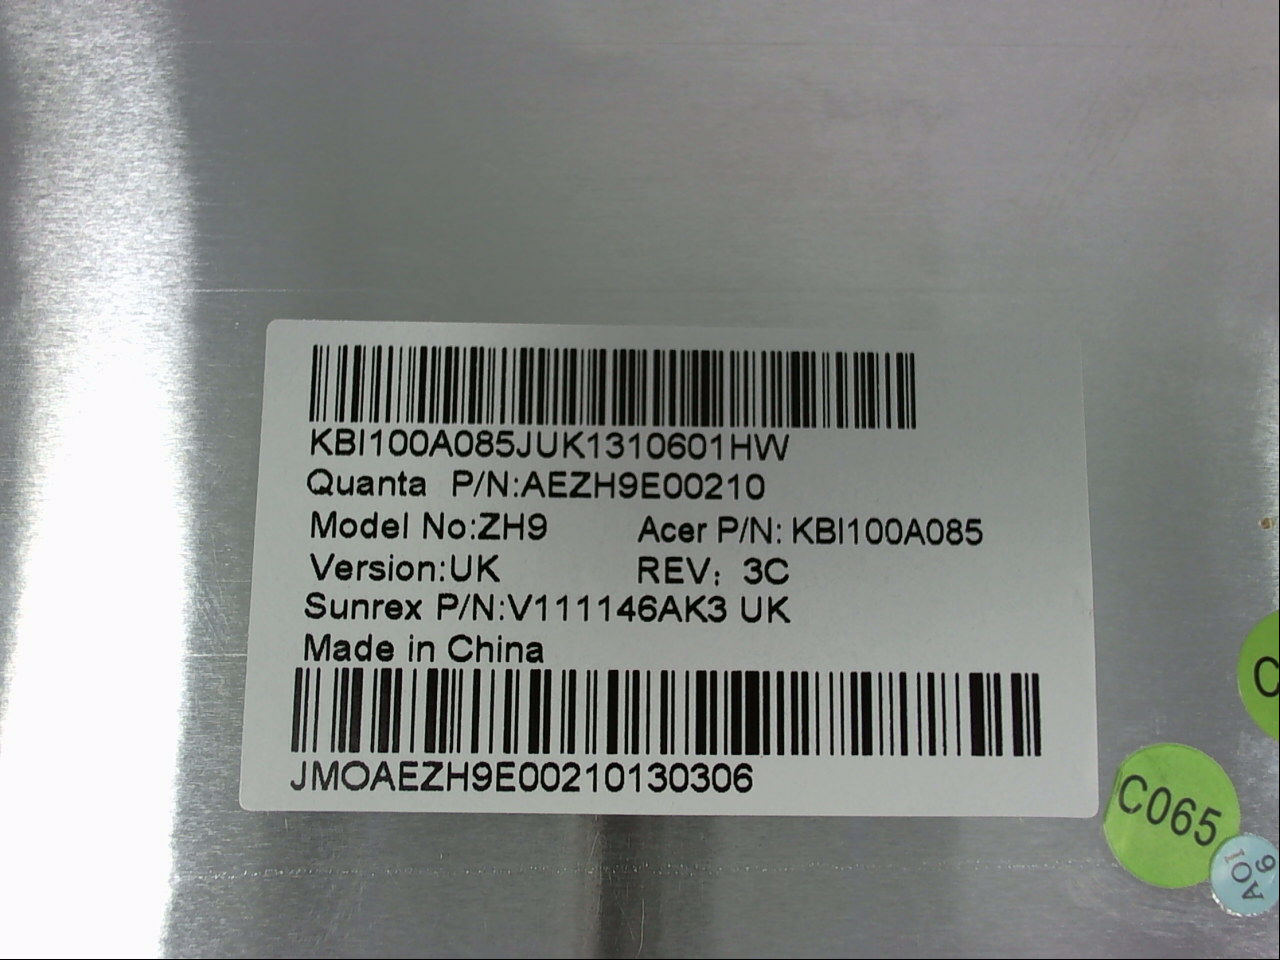 KBI100A085JUK1310601HW
Quanta P/N:AEZH9E00210
Model No:ZH9 Acer P/N: KBI100A085
Version:UK REV: 3C
Sunrex P/N:V111146AK3 UK
Made in China
JMOAEZH9E00210130306
C065
AOI